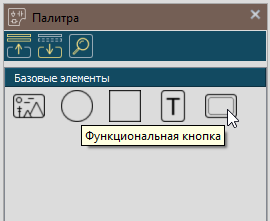 Палитра
Базовые элементы
T
Функциональная кнопка